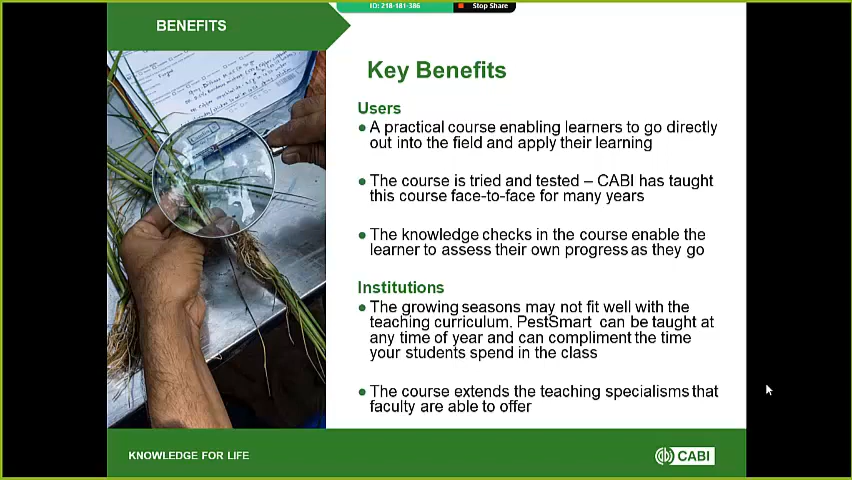 ID: 218-181-386
Stop Share
BENEFITS
Key Benefits
Users
● A practical course enabling learners to go directly
out into the field and apply their learning
● The course is tried and tested – CABI has taught
this course face-to-face for many years
● The knowledge checks in the course enable the
learner to assess their own progress as they go
Institutions
● The growing seasons may not fit well with the
teaching curriculum. PestSmart can be taught at
any time of year and can compliment the time
your students spend in the class
● The course extends the teaching specialisms that
faculty are able to offer
KNOWLEDGE FOR LIFE
CABI